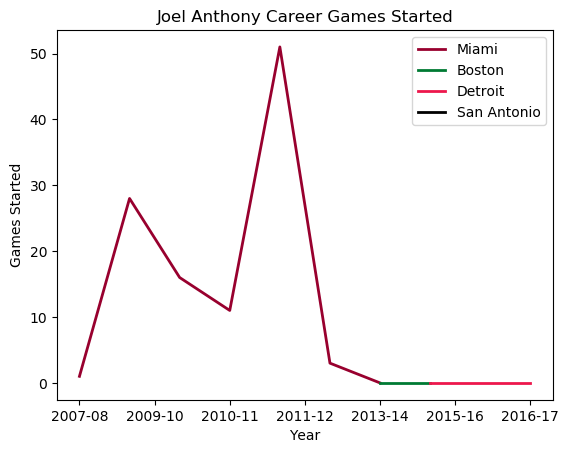 Joel Anthony Career Games Started
Miami
Boston
Detroit
San Antonio
50
40
30
20
10
0
Games Started
2007-08 2009-10 2010-11 2011-12 2013-14 2015-16 2016-17
Year